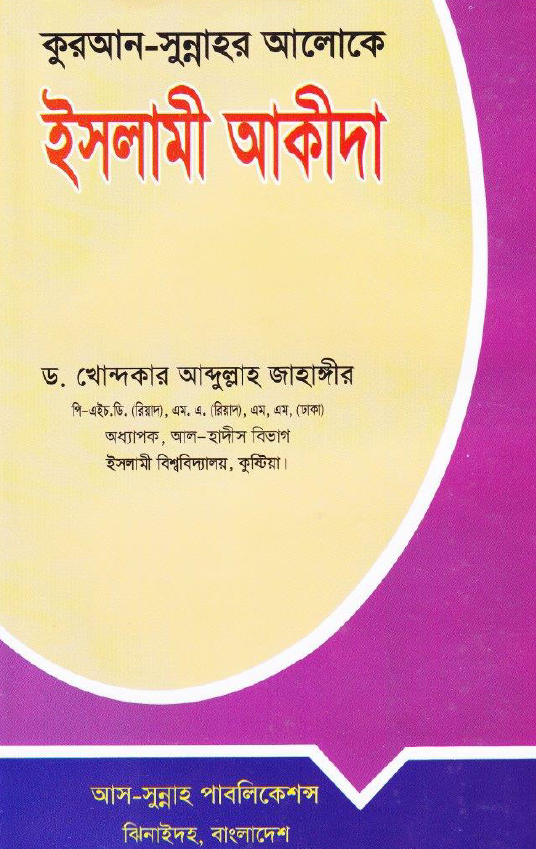 কুরআন-সুন্নাহর আলোকে
ইসলামী আকীদা
ড. খোন্দকার আব্দুল্লাহ জাহাঙ্গীর
পি-এইচ.ডি. (রিয়াদ), এম. এ. (রিয়াদ), এম, এম, (ঢাকা)
অধ্যাপক, আল-হাদীস বিভাগ
ইসলামী বিশ্ববিদ্যালয়, কুষ্টিয়া।
আস-সুন্নাহ পাবলিকেশন্স
ঝিনাইদহ, বাংলাদেশ